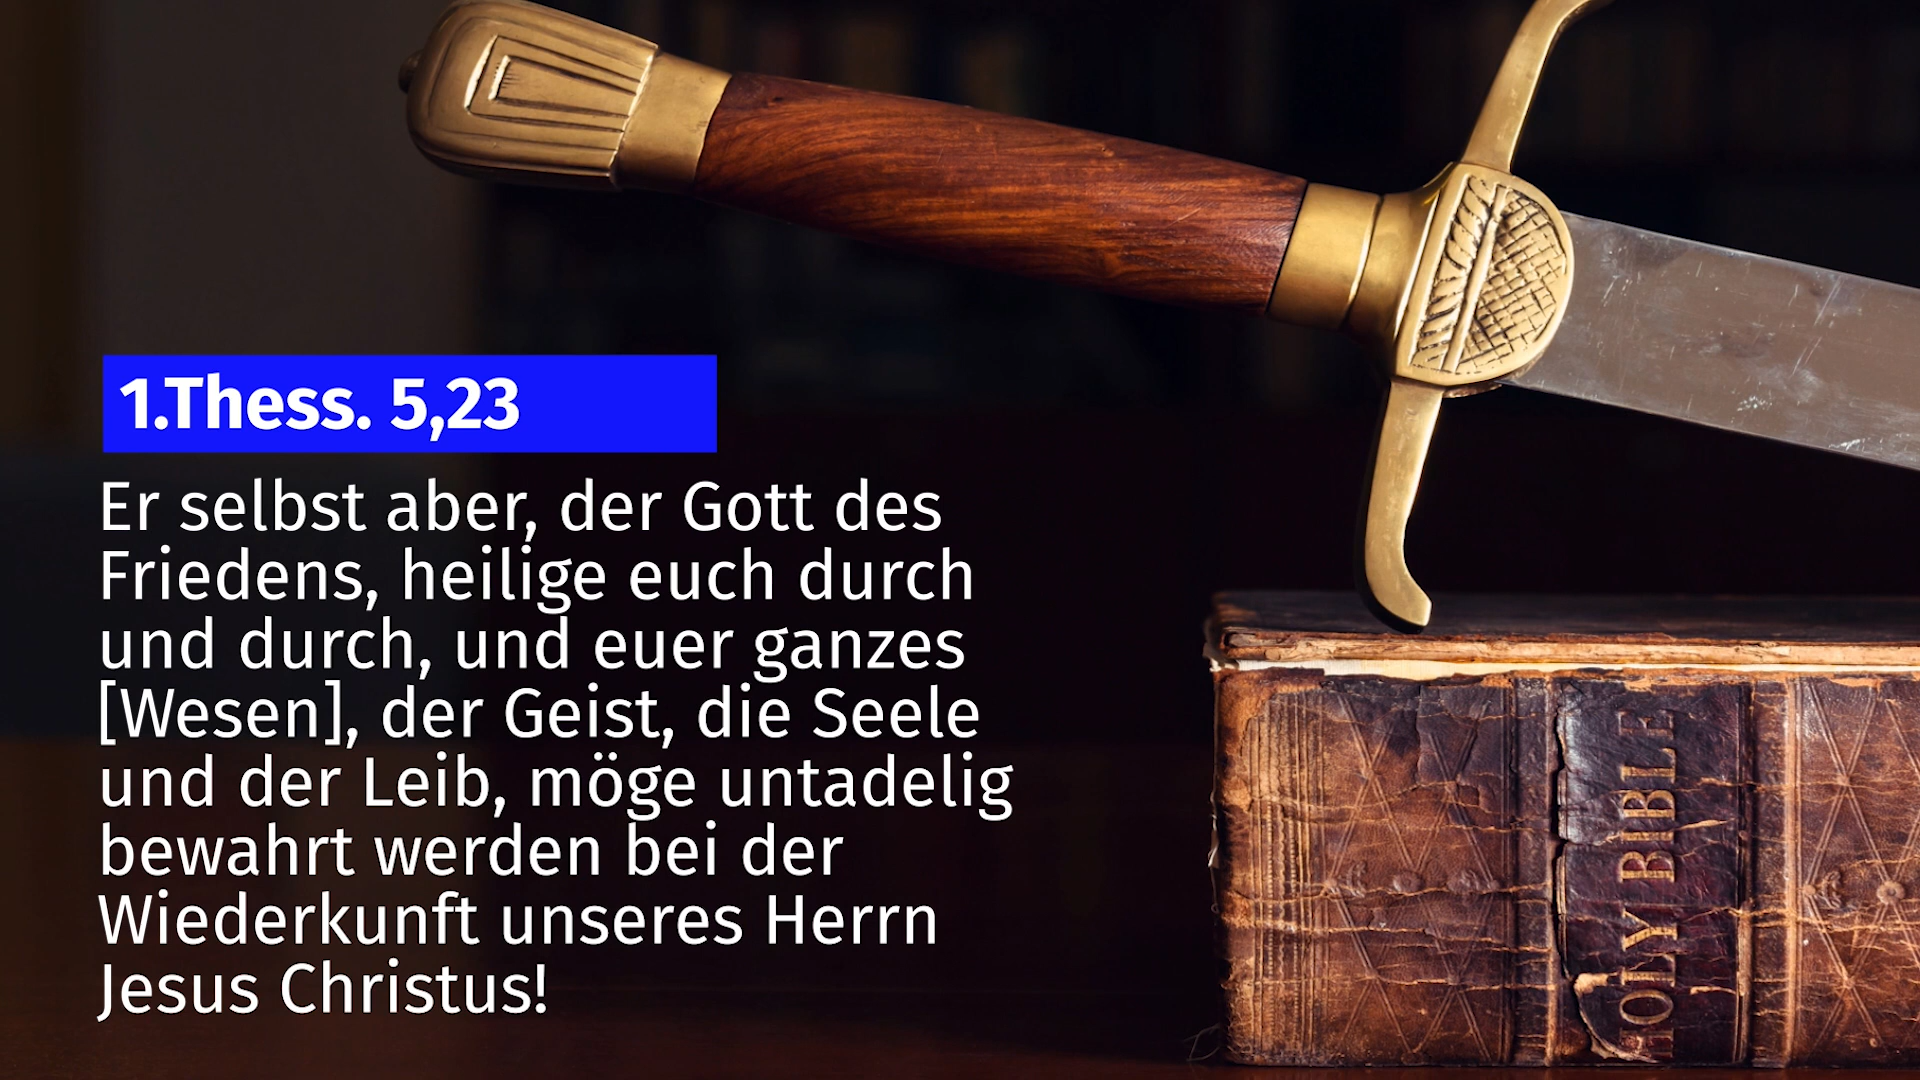 1.Thess. 5,23
Er selbst aber, der Gott des
Friedens, heilige euch durch
und durch, und euer ganzes
[Wesen], der Geist, die Seele
und der Leib, möge untadelig
bewahrt werden bei der
Wiederkunft unseres Herrn
Jesus Christus!
HOLY BIBLE